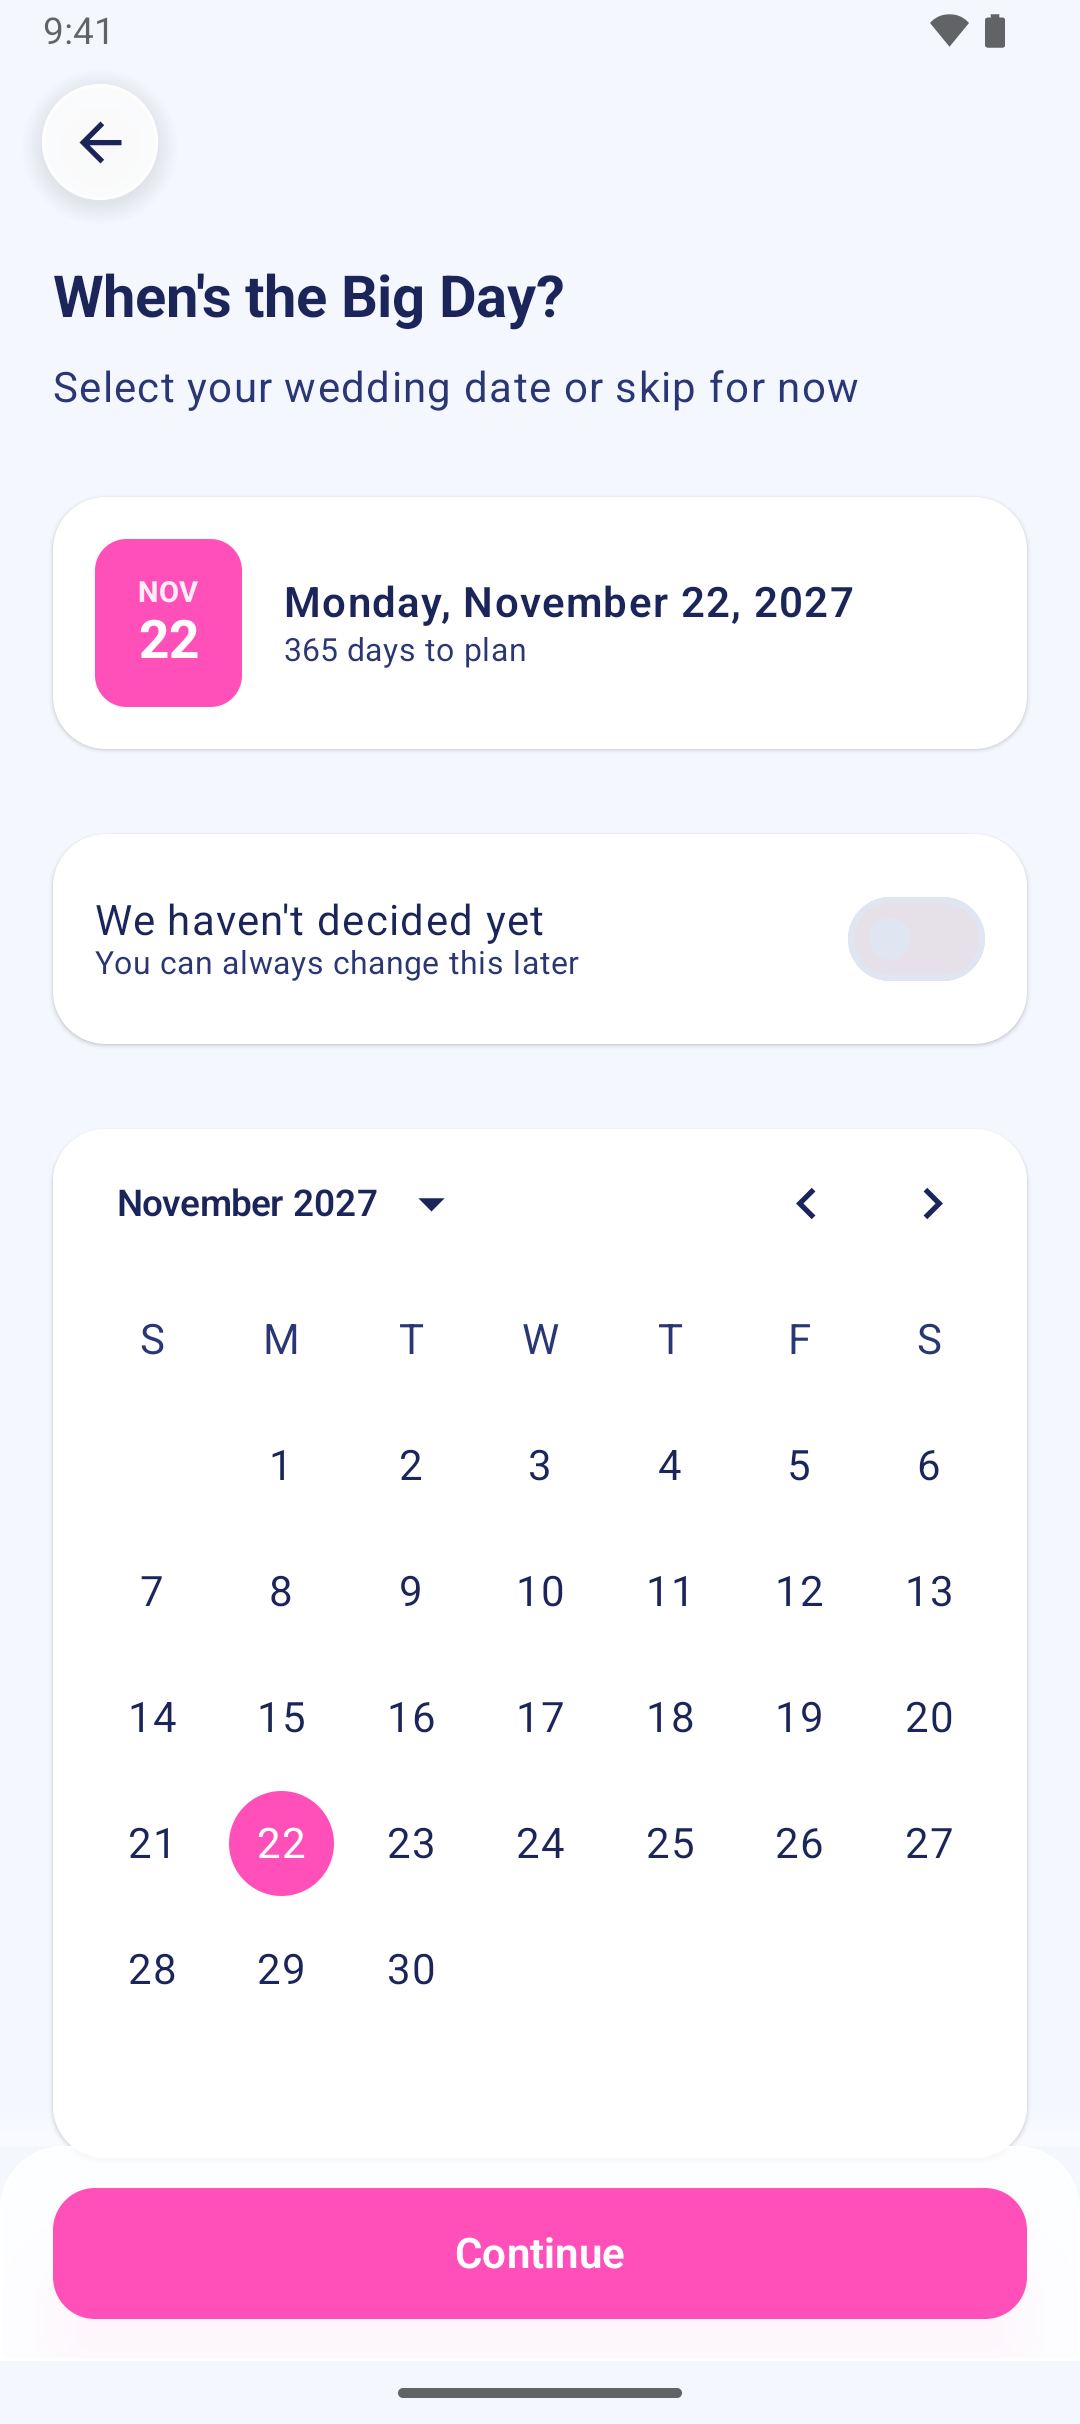 9:41
When's the Big Day?
Select your wedding date or skip for now
NOV
22
Monday, November 22, 2027
365 days to plan
We haven't decided yet
You can always change this later
November 2027
S M T W T F S
1 2 3 4 5 6
7 8 9 10 11 12 13
14 15 16 17 18 19 20
21 22 23 24 25 26 27
28 29 30
Continue